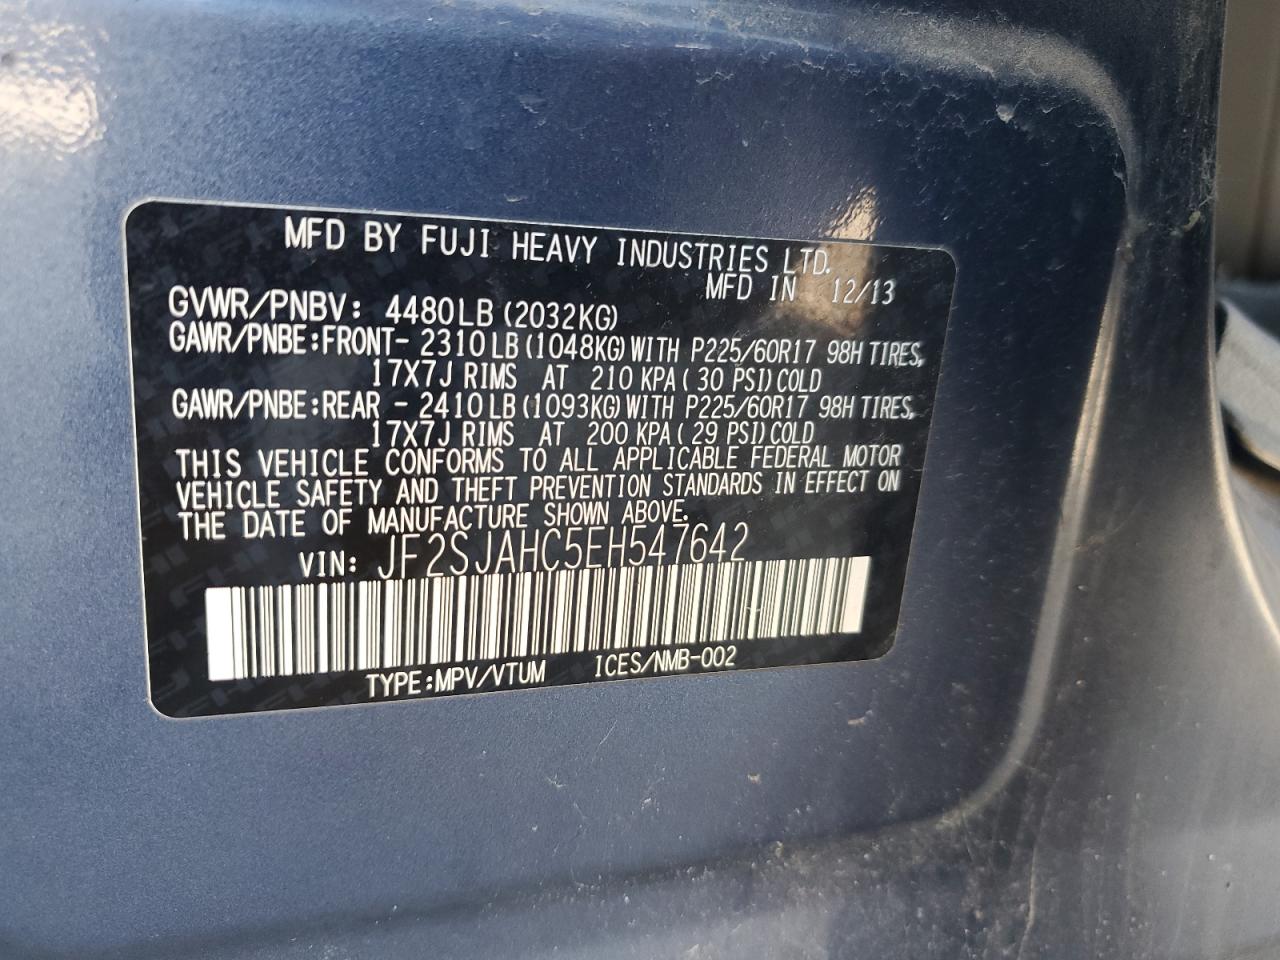 MFD BY FUJI HEAVY INDUSTRIES LTD.
MFD IN 12/13
GVWR/PNBV: 4480LB (2032KG)
GAWR/PNBE:FRONT- 2310LB (1048KG) WITH P225/60R17 98H TIRES,
17X7J RIMS AT 210 KPA ( 30 PSI) COLD
GAWR/PNBE:REAR - 2410LB (1093KG) WITH P225/60R17 98H TIRES,
17X7J RIMS AT 200 KPA ( 29 PSI) COLD
THIS VEHICLE CONFORMS TO ALL APPLICABLE FEDERAL MOTOR
VEHICLE SAFETY AND THEFT PREVENTION STANDARDS IN EFFECT ON
THE DATE OF MANUFACTURE SHOWN ABOVE.
VIN: JF2SJAHC5EH547642
TYPE:MPV/VTUM ICES/NMB-002